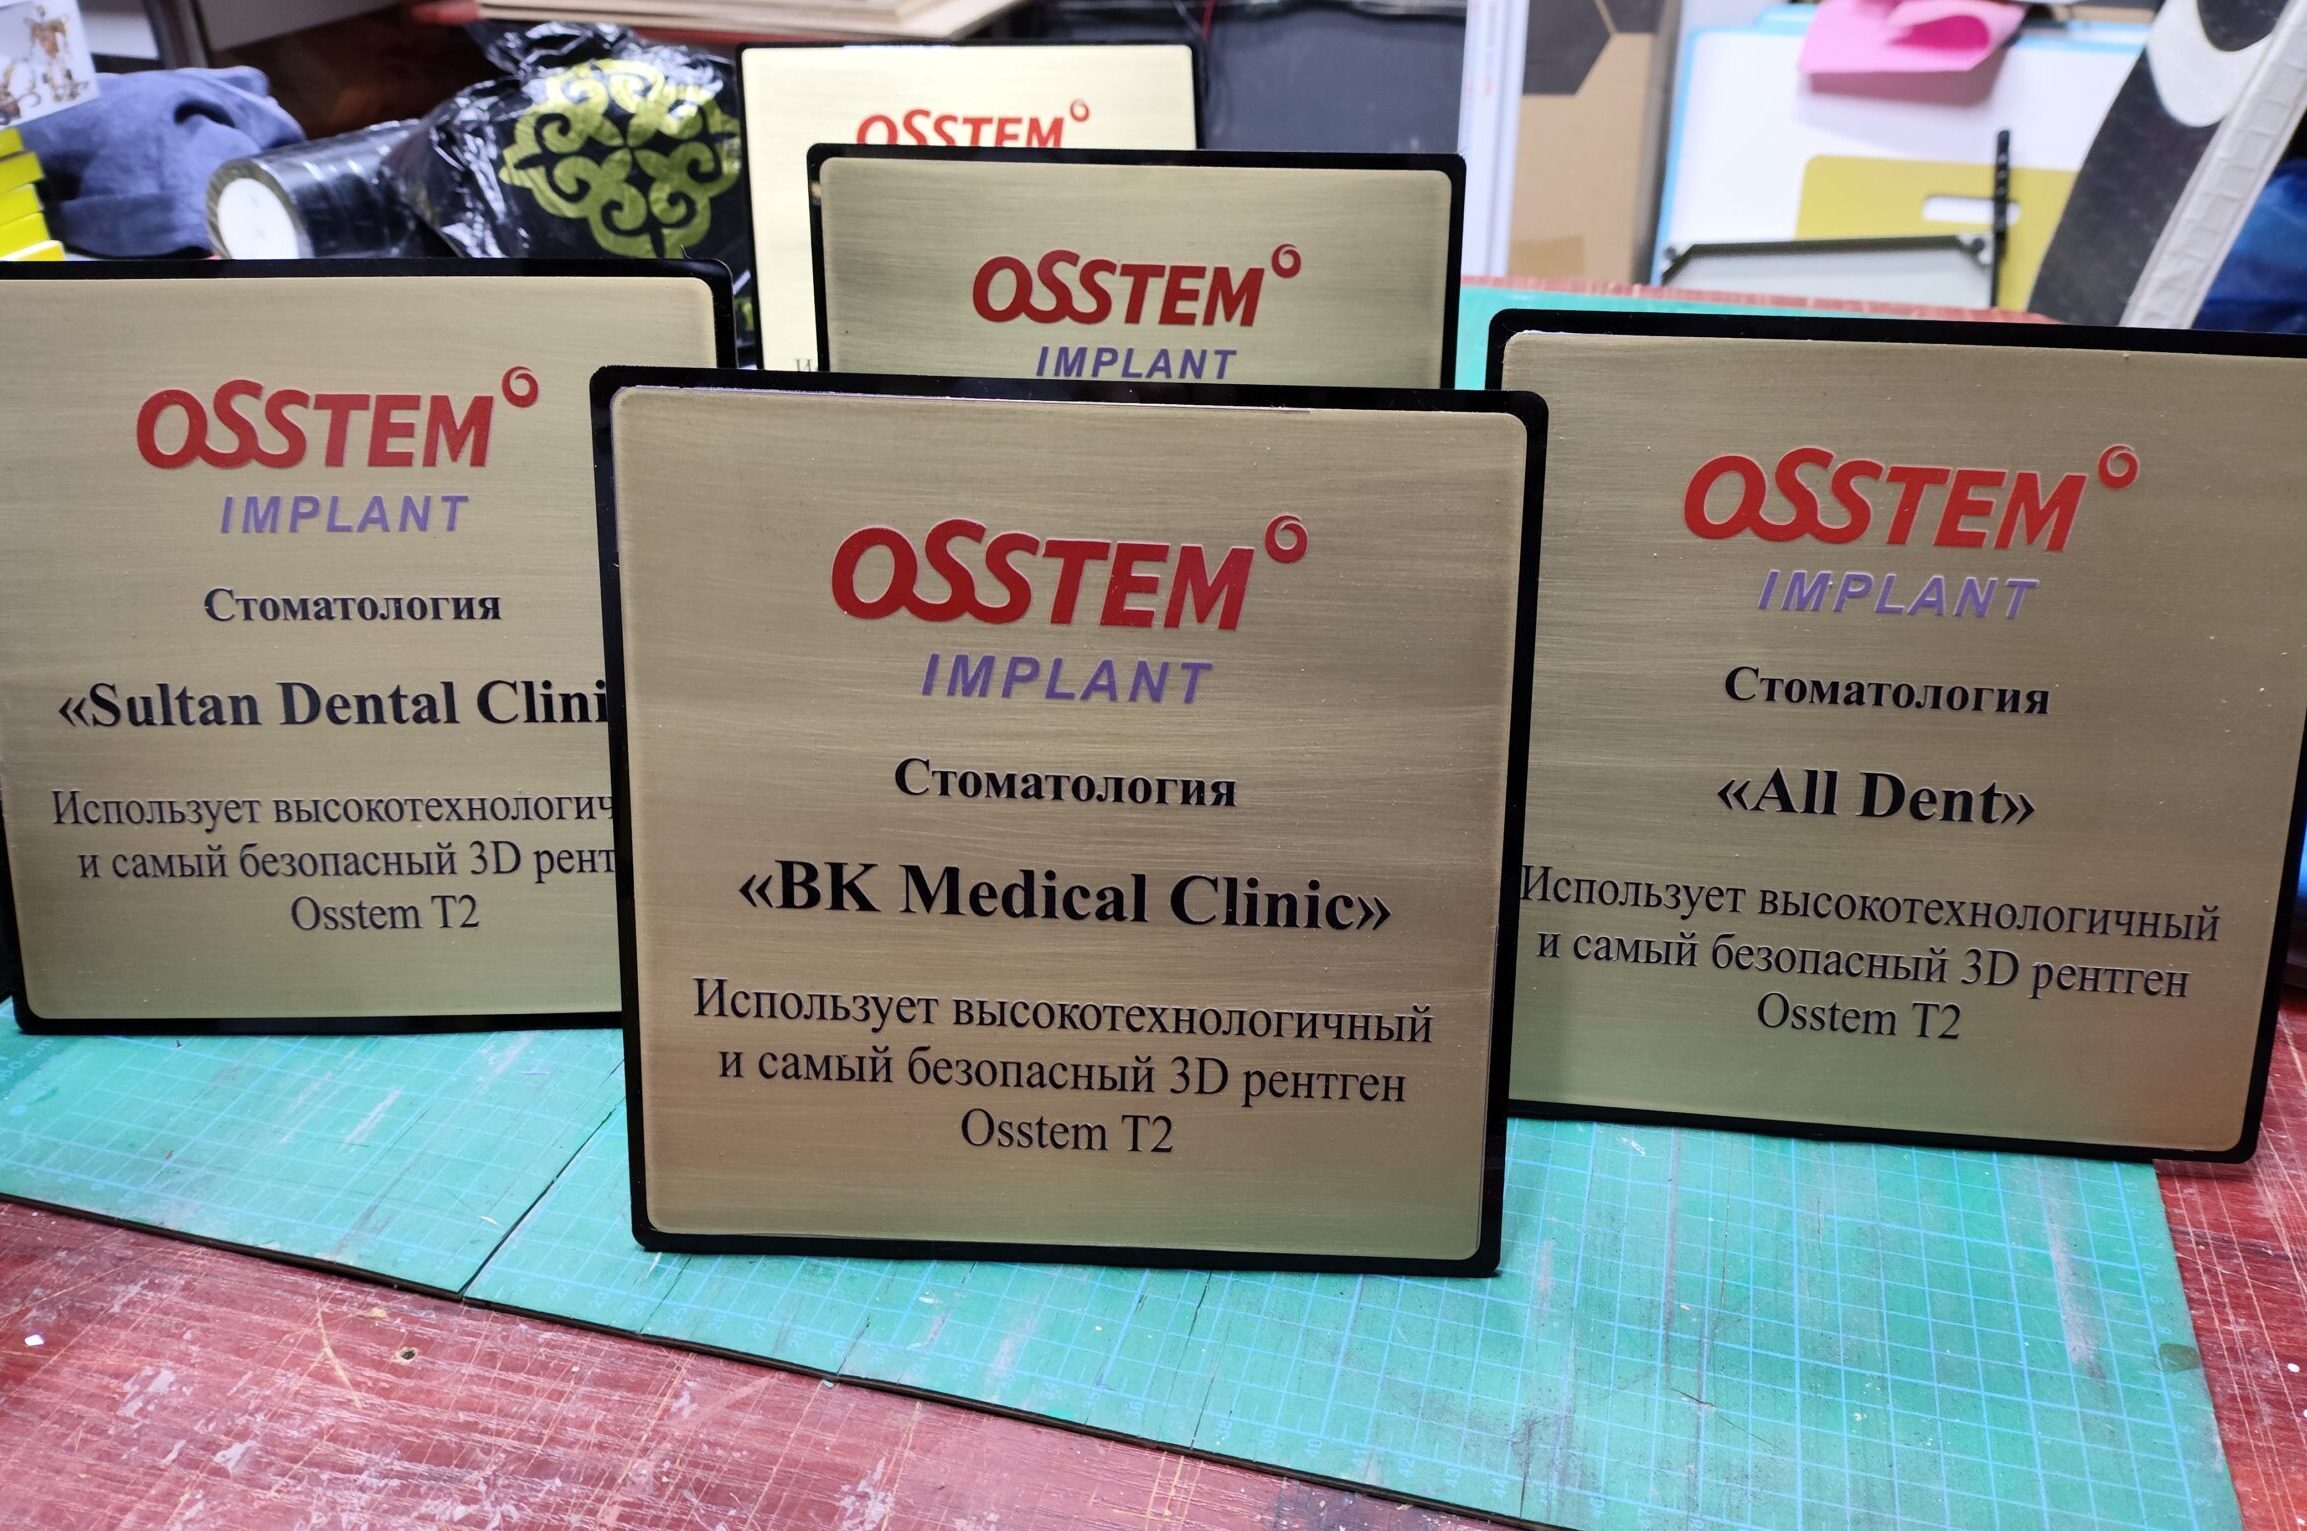 OSSTEM
OSSTEM
IMPLANT
OSSTEM
IMPLANT
Стоматология
«Sultan Dental Clini
Использует высокотехнологич
и самый безопасный 3D рент
Osstem T2
OSSTEM
IMPLANT
Стоматология
«BK Medical Clinic»
Использует высокотехнологичный
и самый безопасный 3D рентген
Osstem T2
OSSTEM
IMPLANT
Стоматология
«All Dent»
Использует высокотехнологичный
и самый безопасный 3D рентген
Osstem T2